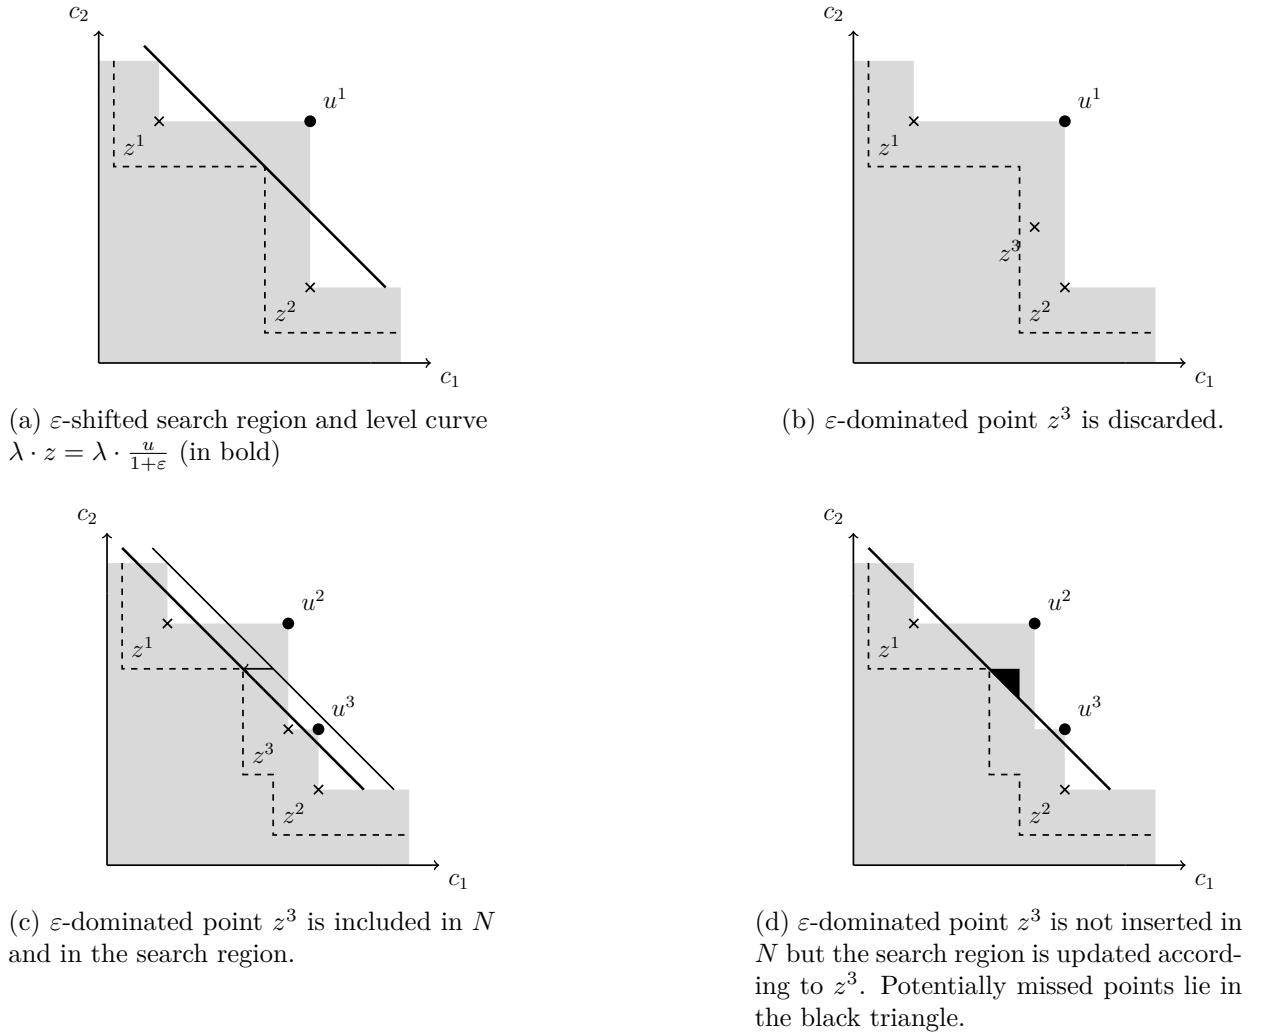 c₂
u¹
z¹
z²
c₁
(a) ε-shifted search region and level curve
λ · z = λ · u/(1+ε) (in bold)
c₂
u¹
z¹
z³
z²
c₁
(b) ε-dominated point z³ is discarded.
c₂
u²
z¹
u³
z³
z²
c₁
(c) ε-dominated point z³ is included in N
and in the search region.
c₂
u²
z¹
u³
z²
c₁
(d) ε-dominated point z³ is not inserted in
N but the search region is updated accord-
ing to z³. Potentially missed points lie in
the black triangle.